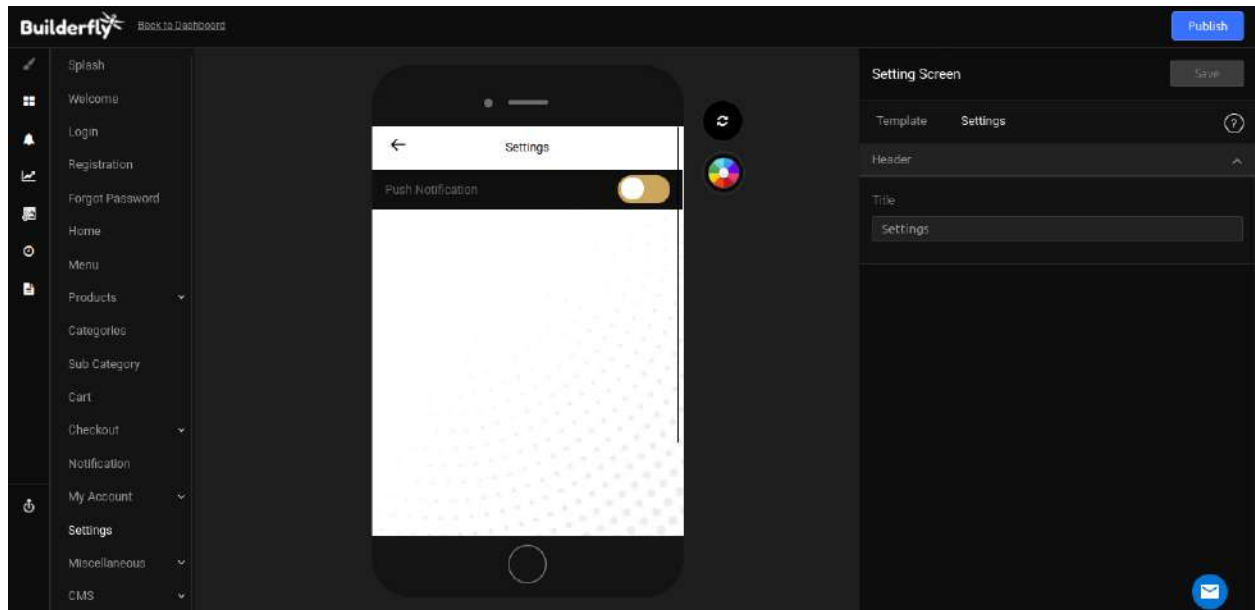 Builderfly
Back to Dashboard
Publish
Splash
Welcome
Login
Registration
Forgot Password
Home
Menu
Products
Categories
Sub Category
Cart
Checkout
Notification
My Account
Settings
Miscellaneous
CMS
Settings
Push Notification
Setting Screen
Save
Template Settings
Header
Title
Settings